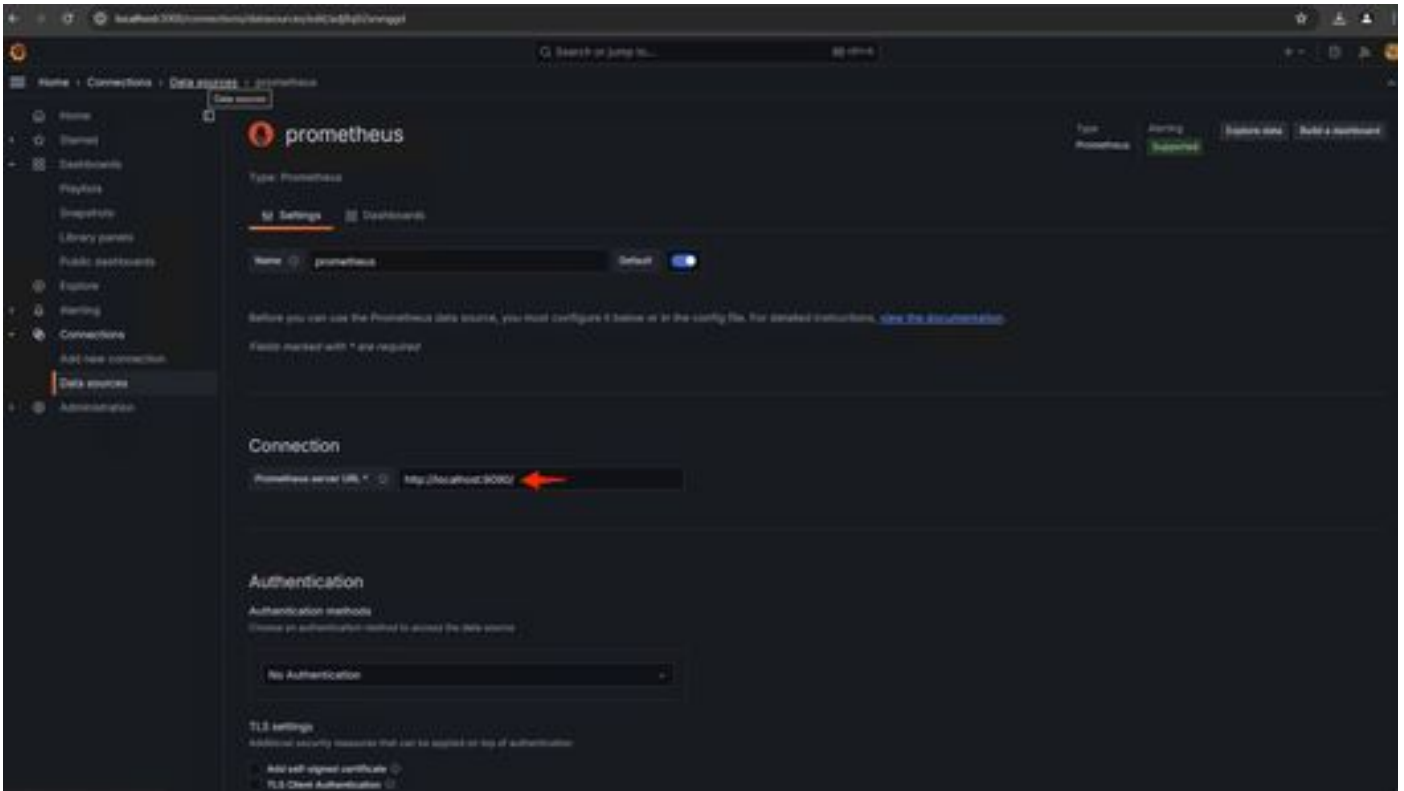 Search or jump to...
Home › Connections › Data sources › prometheus
Data sources
Home
Starred
Dashboards
Playlists
Snapshots
Library panels
Public dashboards
Explore
Alerting
Connections
Add new connection
Data sources
Administration
prometheus
Type
Prometheus
Alerting
Supported
Explore data
Build a dashboard
Type: Prometheus
Settings
Dashboards
Name
prometheus
Default
Before you can use the Prometheus data source, you must configure it below or in the config file. For detailed instructions, view the documentation.
Fields marked with * are required
Connection
Prometheus server URL *
http://localhost:9090/
Authentication
Authentication methods
Choose an authentication method to access the data source
No Authentication
TLS settings
Additional security measures that can be applied on top of authentication
Add self-signed certificate
TLS Client Authentication